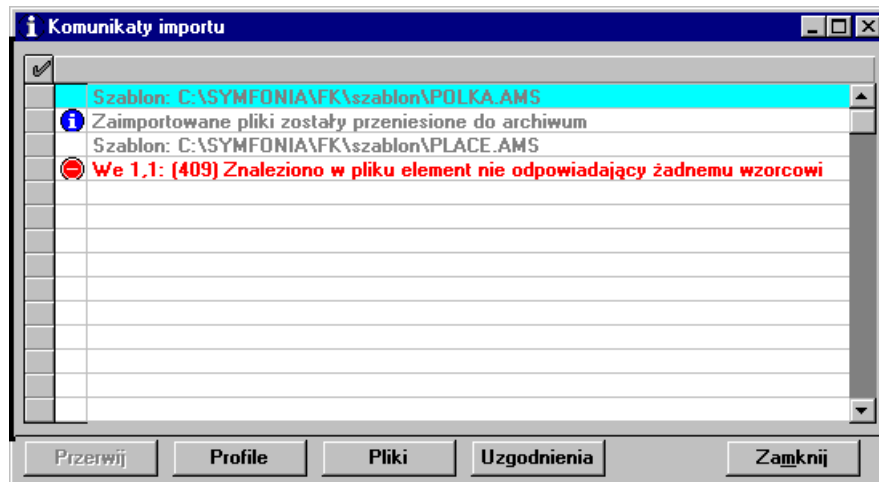 Komunikaty importu
Szablon: C:\SYMFONIA\FK\szablon\POLKA.AMS
Zaimportowane pliki zostały przeniesione do archiwum
Szablon: C:\SYMFONIA\FK\szablon\PLACE.AMS
We 1,1: (409) Znaleziono w pliku element nie odpowiadający żadnemu wzorcowi
Przerwij Profile Pliki Uzgodnienia Zamknij